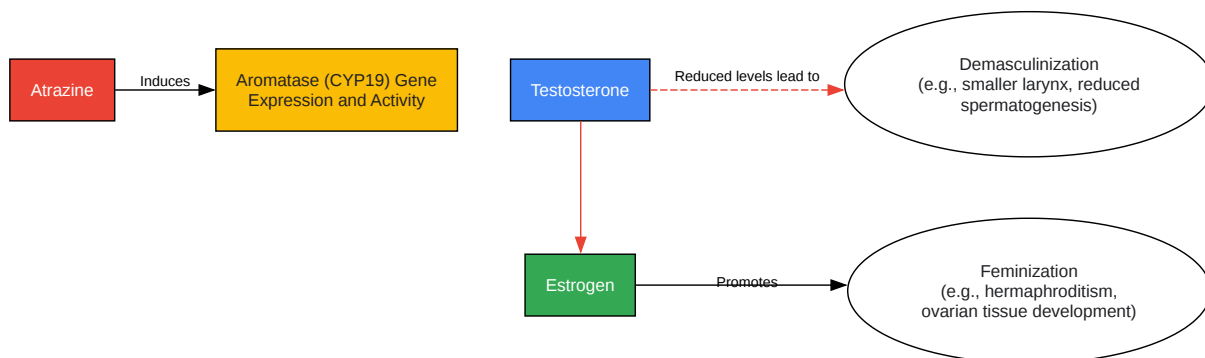 Atrazine
Induces
Aromatase (CYP19) Gene
Expression and Activity
Testosterone
Reduced levels lead to
Demasculinization
(e.g., smaller larynx, reduced
spermatogenesis)
Estrogen
Promotes
Feminization
(e.g., hermaphroditism,
ovarian tissue development)